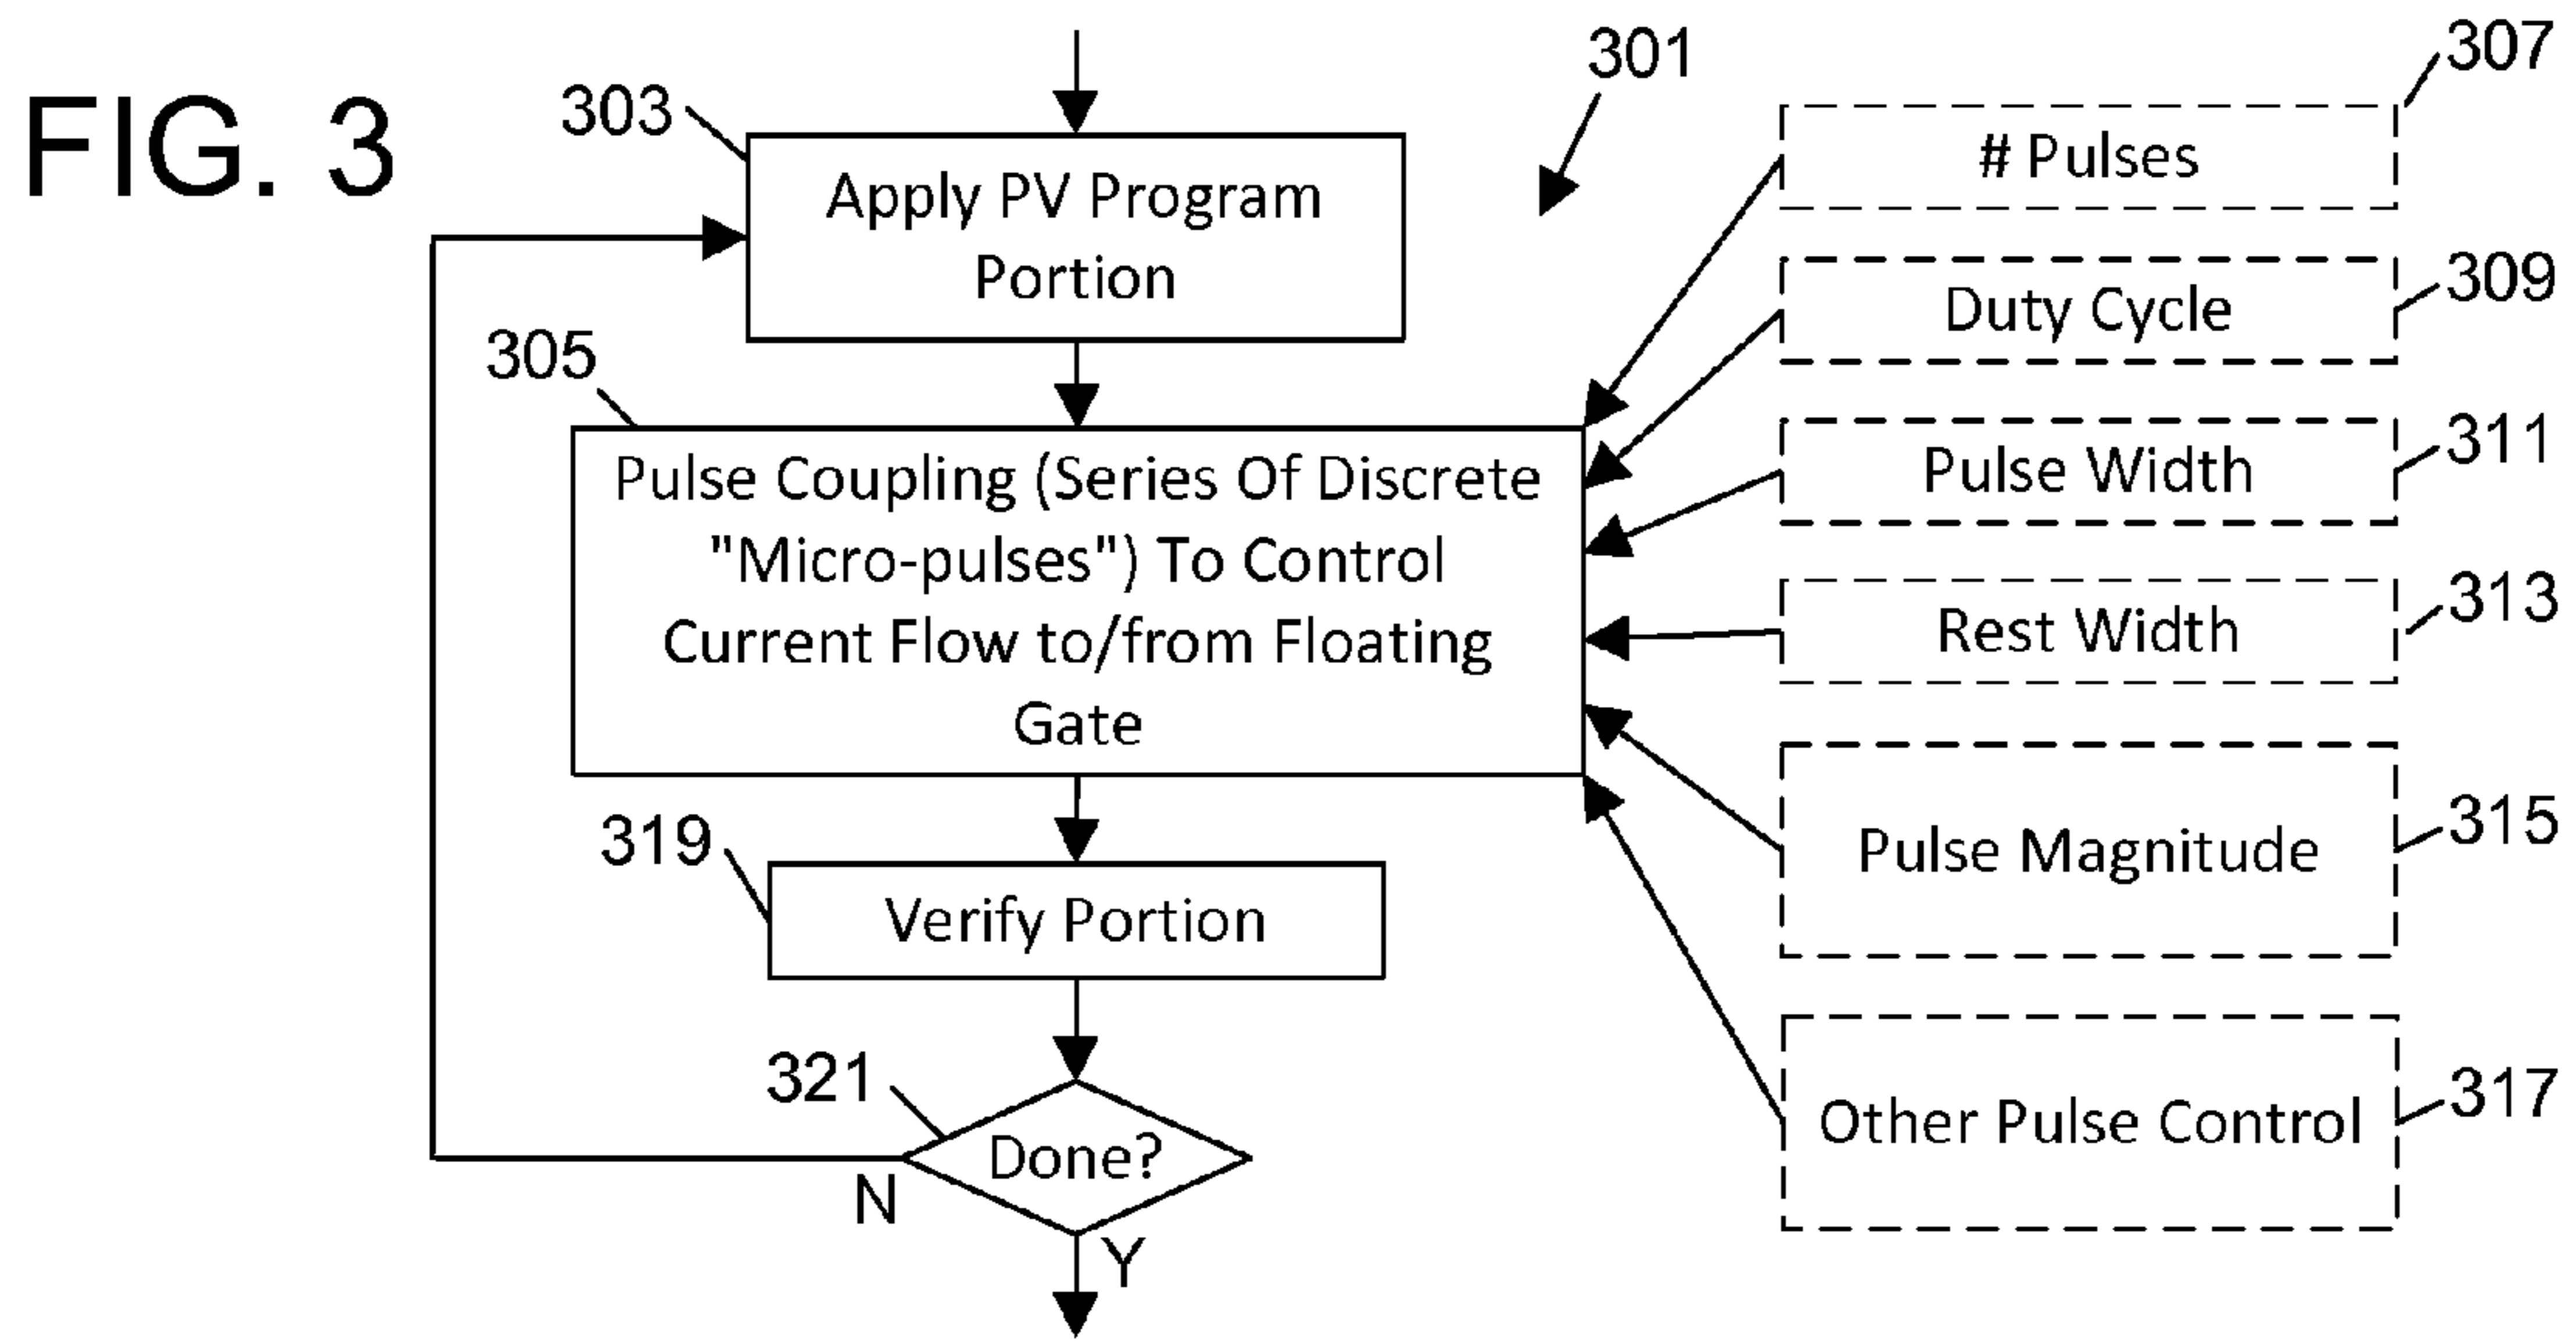 FIG. 3
301
303
Apply PV Program
Portion
305
Pulse Coupling (Series Of Discrete
"Micro-pulses") To Control
Current Flow to/from Floating
Gate
319
Verify Portion
321
Done?
N
Y
307
# Pulses
309
Duty Cycle
311
Pulse Width
313
Rest Width
315
Pulse Magnitude
317
Other Pulse Control